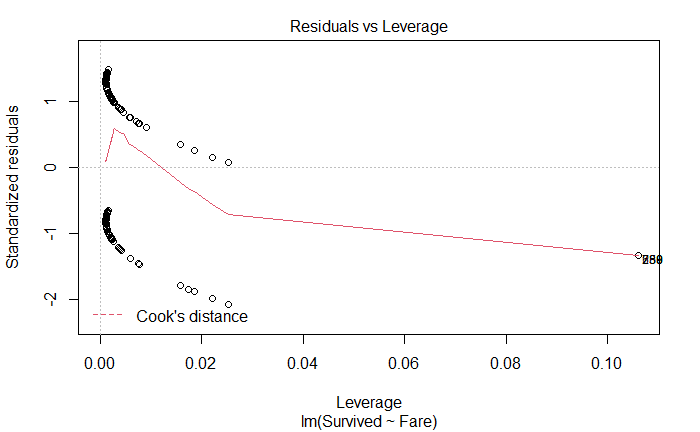 Residuals vs Leverage
Standardized residuals
1
0
-1
-2
Cook's distance
0.00 0.02 0.04 0.06 0.08 0.10
Leverage
lm(Survived ~ Fare)